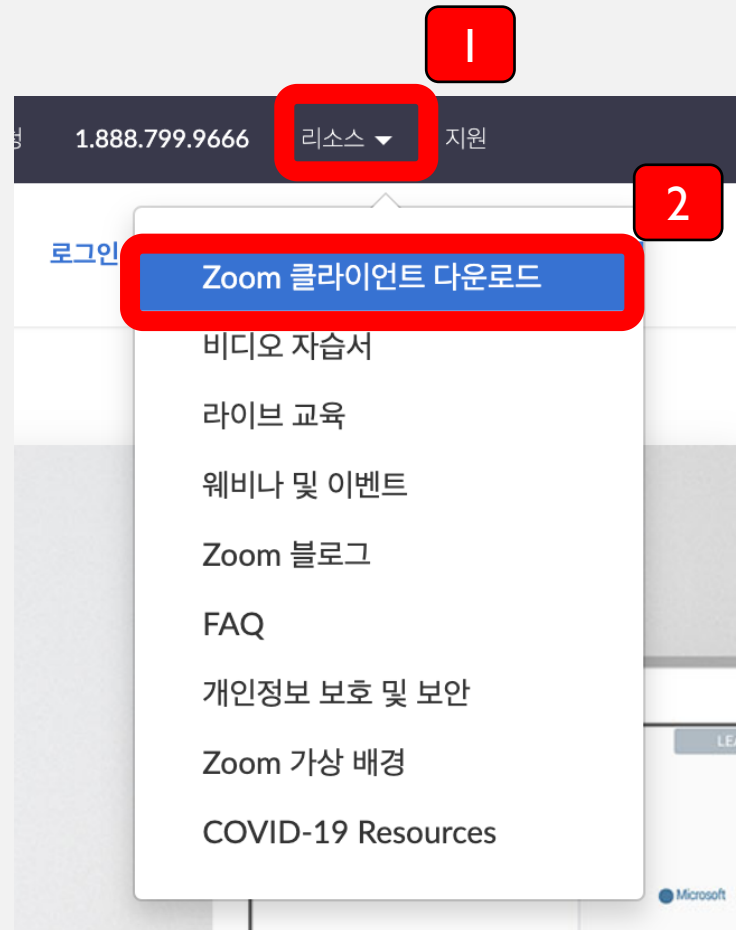 1
1.888.799.9666 리소스 지원
2
로그인
Zoom 클라이언트 다운로드
비디오 자습서
라이브 교육
웨비나 및 이벤트
Zoom 블로그
FAQ
개인정보 보호 및 보안
Zoom 가상 배경
COVID-19 Resources
Microsoft